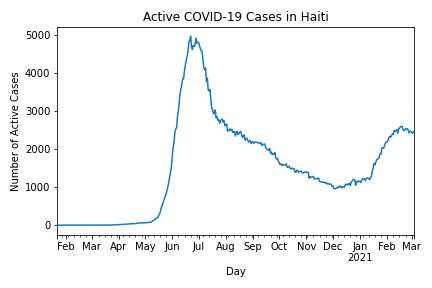 Active COVID-19 Cases in Haiti
Number of Active Cases
5000
4000
3000
2000
1000
0
Feb Mar Apr May Jun Jul Aug Sep Oct Nov Dec Jan Feb Mar
2021
Day